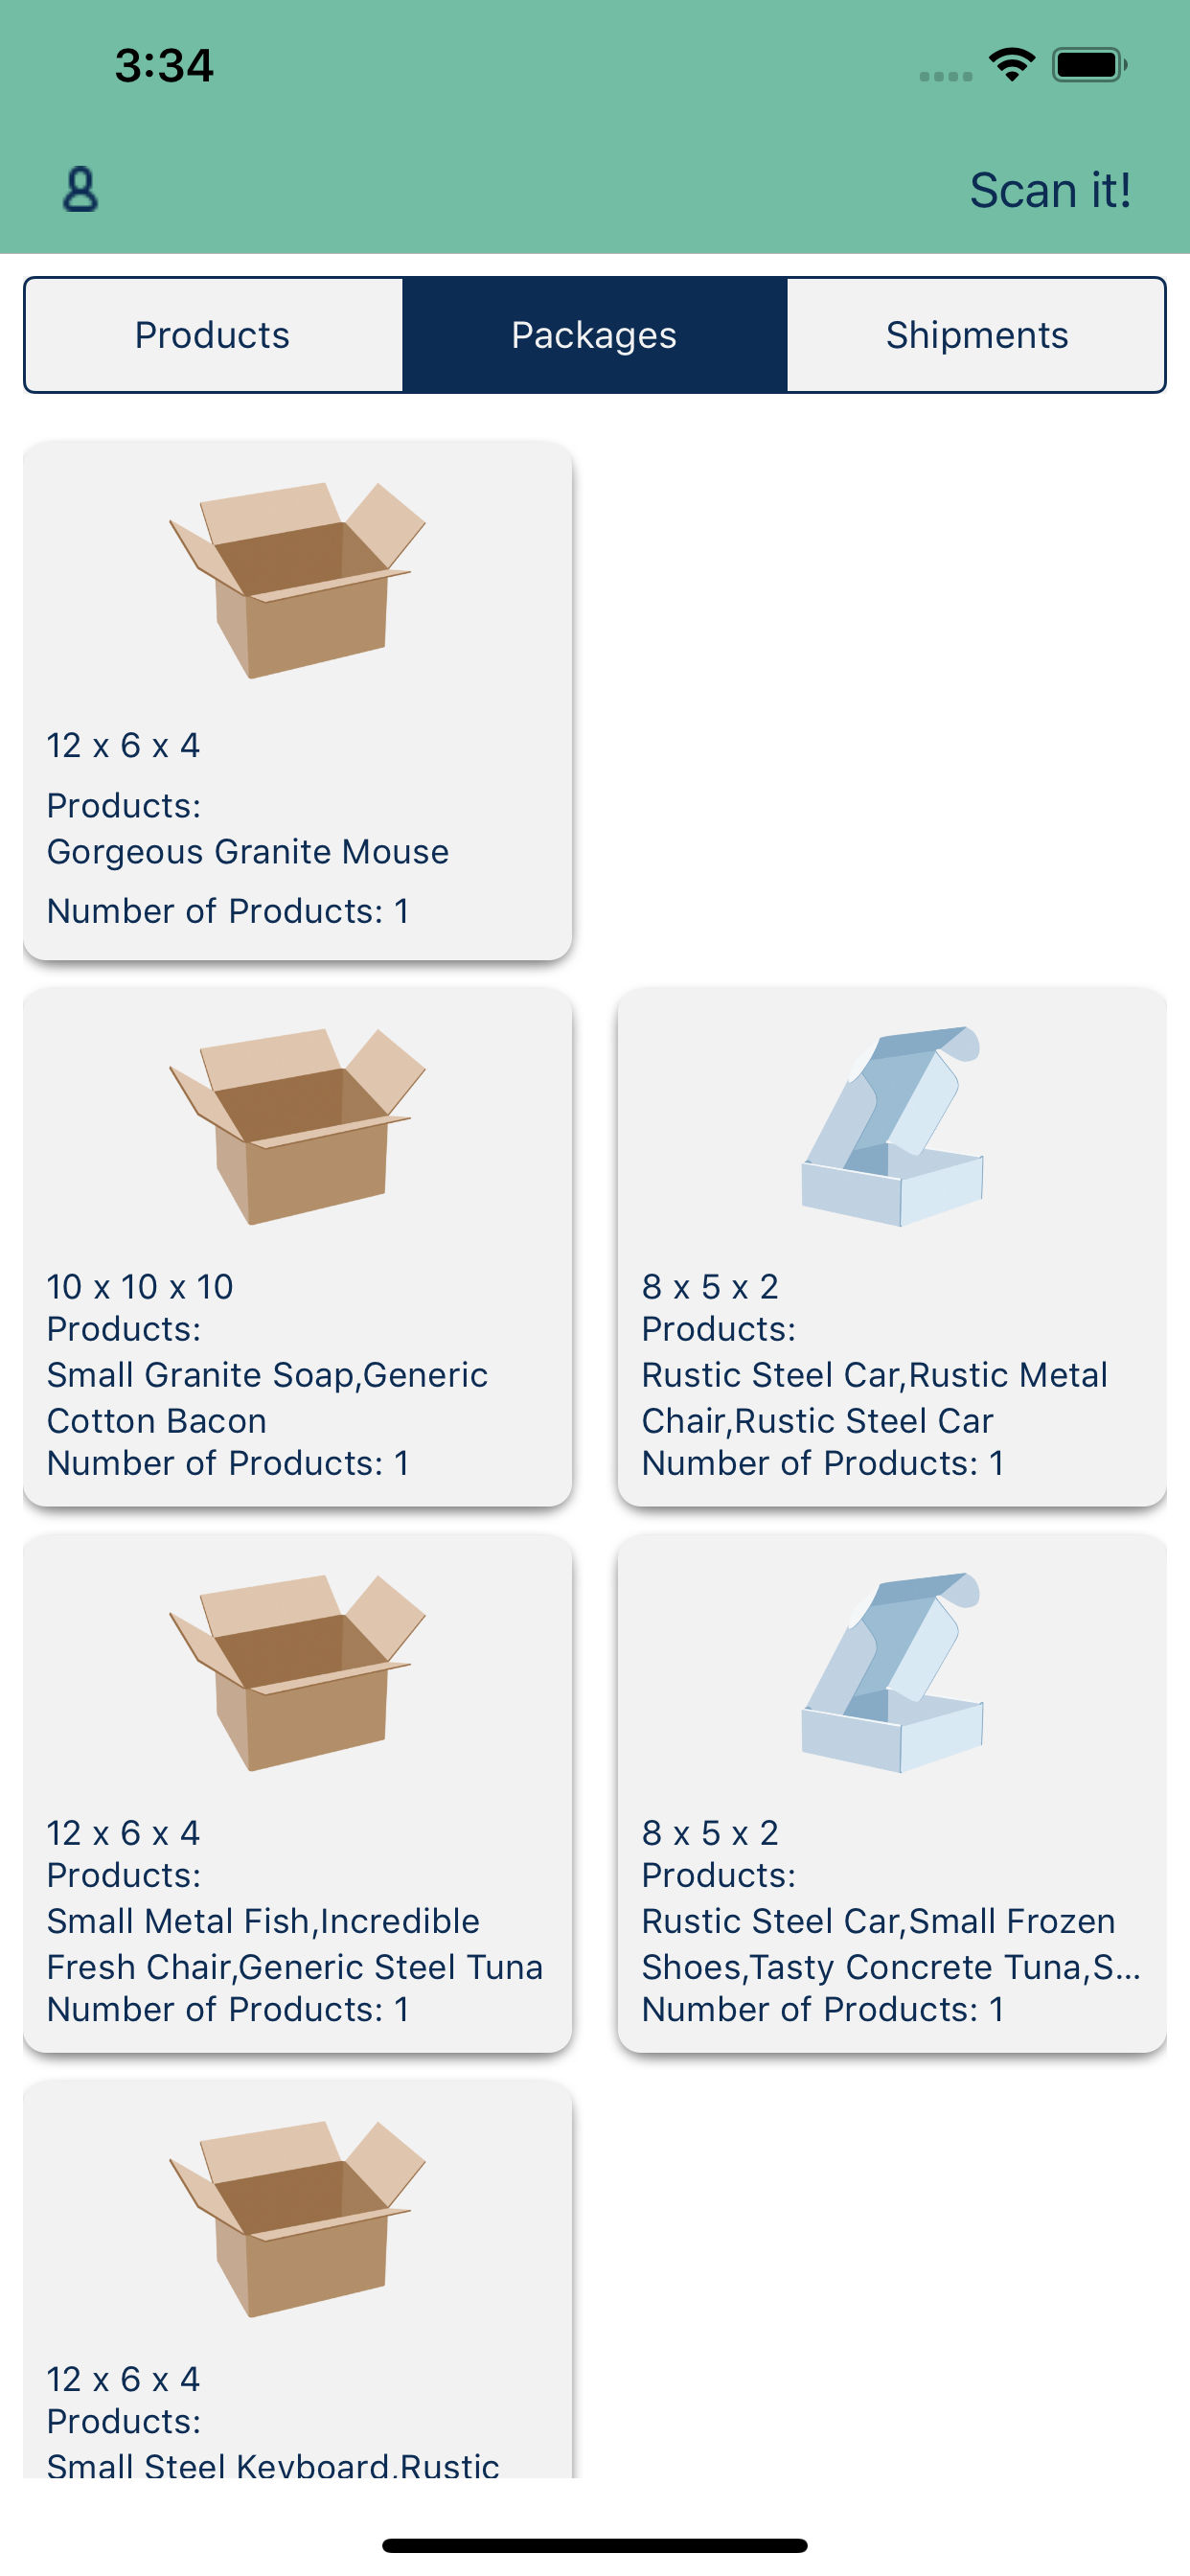 3:34
Scan it!
Products
Packages
Shipments
12 x 6 x 4
Products:
Gorgeous Granite Mouse
Number of Products: 1
10 x 10 x 10
Products:
Small Granite Soap,Generic
Cotton Bacon
Number of Products: 1
8 x 5 x 2
Products:
Rustic Steel Car,Rustic Metal
Chair,Rustic Steel Car
Number of Products: 1
12 x 6 x 4
Products:
Small Metal Fish,Incredible
Fresh Chair,Generic Steel Tuna
Number of Products: 1
8 x 5 x 2
Products:
Rustic Steel Car,Small Frozen
Shoes,Tasty Concrete Tuna,S...
Number of Products: 1
12 x 6 x 4
Products:
Small Steel Keyboard,Rustic